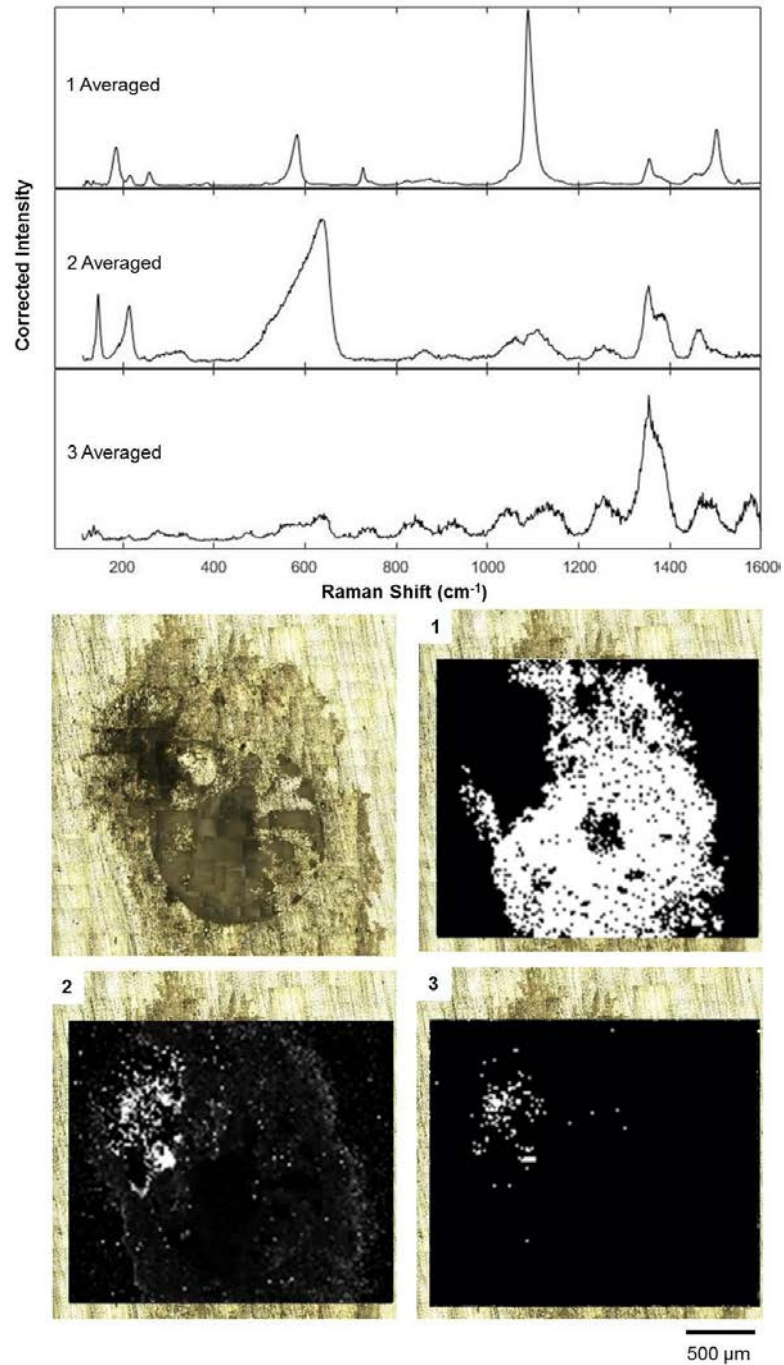 Corrected Intensity
1 Averaged
2 Averaged
3 Averaged
200 400 600 800 1000 1200 1400 1600
Raman Shift (cm⁻¹)
1
2
3
500 µm